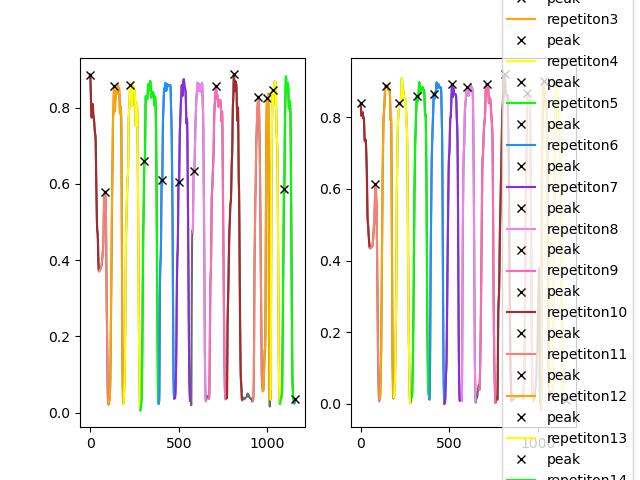 peak
repetiton3
peak
repetiton4
peak
repetiton5
peak
repetiton6
peak
repetiton7
peak
repetiton8
peak
repetiton9
peak
repetiton10
peak
repetiton11
peak
repetiton12
peak
repetiton13
peak
repetiton14
0.8
0.6
0.4
0.2
0.0
0 500 1000
0.8
0.6
0.4
0.2
0.0
0 500 1000